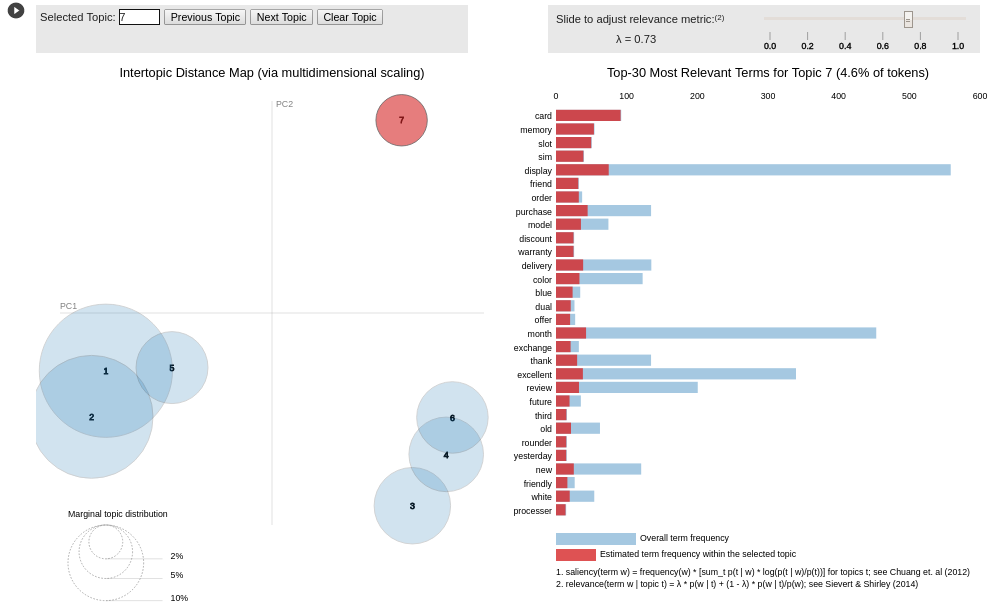 Selected Topic: 7 Previous Topic Next Topic Clear Topic
Slide to adjust relevance metric:(2)
λ = 0.73
0.0 0.2 0.4 0.6 0.8 1.0
Intertopic Distance Map (via multidimensional scaling)
PC2
PC1
7
1
5
2
6
4
3
Marginal topic distribution
2%
5%
10%
Top-30 Most Relevant Terms for Topic 7 (4.6% of tokens)
0 100 200 300 400 500 600
card
memory
slot
sim
display
friend
order
purchase
model
discount
warranty
delivery
color
blue
dual
offer
month
exchange
thank
excellent
review
future
third
old
rounder
yesterday
new
friendly
white
processer
Overall term frequency
Estimated term frequency within the selected topic
1. saliency(term w) = frequency(w) * [sum_t p(t | w) * log(p(t | w)/p(t))] for topics t; see Chuang et. al (2012)
2. relevance(term w | topic t) = λ * p(w | t) + (1 - λ) * p(w | t)/p(w); see Sievert & Shirley (2014)